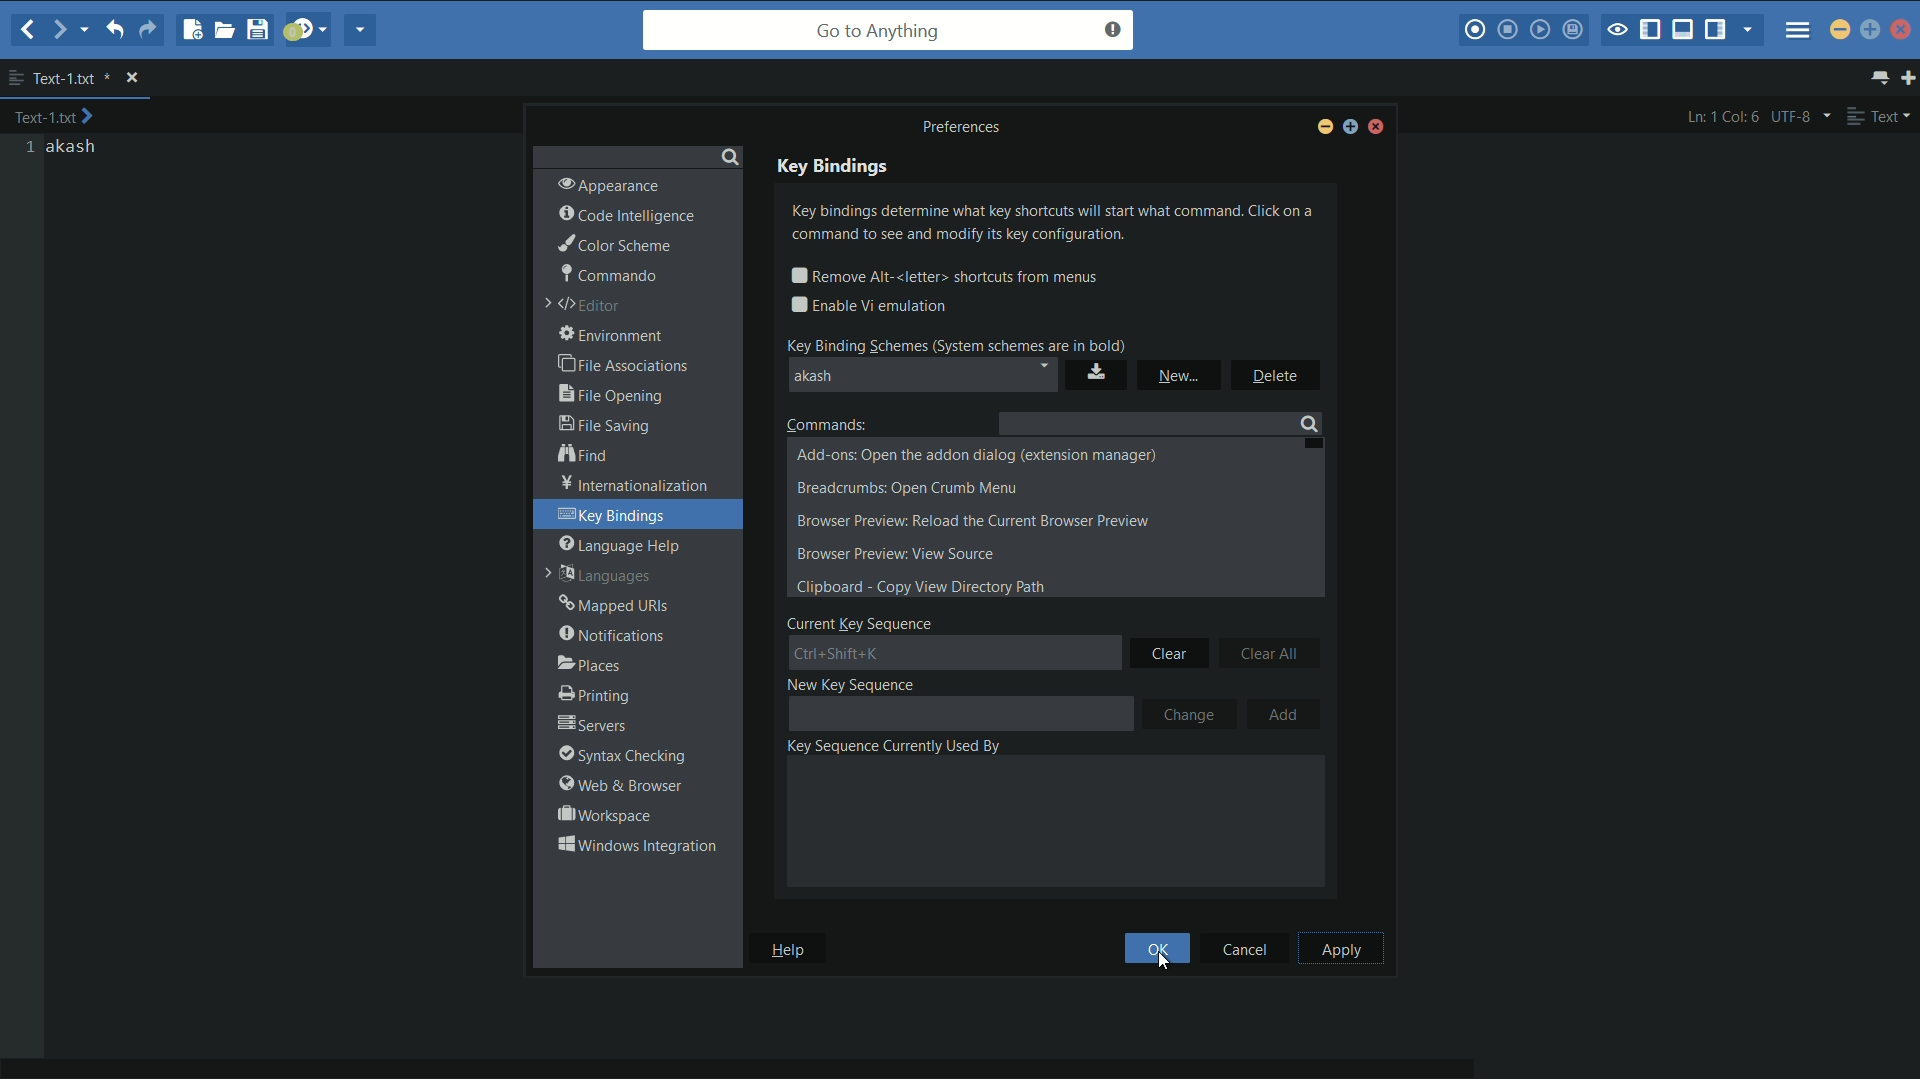 Go to Anything
Text-1.txt *
Text-1.txt
Ln: 1 Col: 6 UTF-8 Text
1 akash
Preferences
Appearance
Code Intelligence
Color Scheme
Commando
Editor
Environment
File Associations
File Opening
File Saving
Find
Internationalization
Key Bindings
Language Help
Languages
Mapped URIs
Notifications
Places
Printing
Servers
Syntax Checking
Web & Browser
Workspace
Windows Integration
Key Bindings
Key bindings determine what key shortcuts will start what command. Click on a
command to see and modify its key configuration.
Remove Alt-<letter> shortcuts from menus
Enable Vi emulation
Key Binding Schemes (System schemes are in bold)
akash New... Delete
Commands:
Add-ons: Open the addon dialog (extension manager)
Breadcrumbs: Open Crumb Menu
Browser Preview: Reload the Current Browser Preview
Browser Preview: View Source
Clipboard - Copy View Directory Path
Current Key Sequence
Ctrl+Shift+K Clear Clear All
New Key Sequence
Change Add
Key Sequence Currently Used By
Help OK Cancel Apply